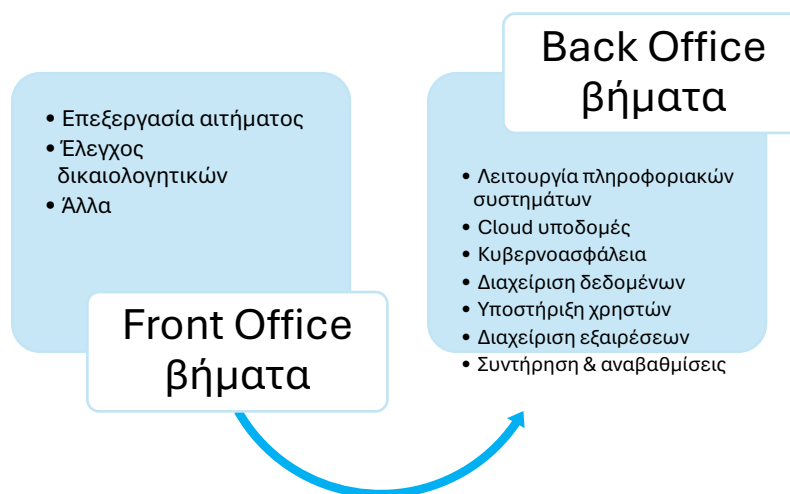 • Επεξεργασία αιτήματος
• Έλεγχος
δικαιολογητικών
• Άλλα
Front Office
βήματα
Back Office
βήματα
• Λειτουργία πληροφοριακών
συστημάτων
• Cloud υποδομές
• Κυβερνοασφάλεια
• Διαχείριση δεδομένων
• Υποστήριξη χρηστών
• Διαχείριση εξαιρέσεων
• Συντήρηση & αναβαθμίσεις